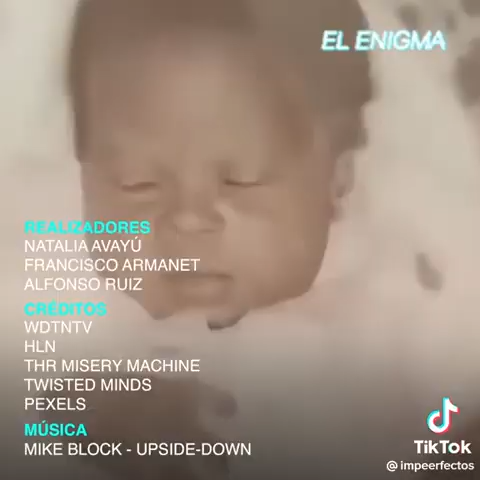 EL ENIGMA
REALIZADORES
NATALIA AVAYÚ
FRANCISCO ARMANET
ALFONSO RUIZ
CRÉDITOS
WDTNTV
HLN
THR MISERY MACHINE
TWISTED MINDS
PEXELS
MÚSICA
MIKE BLOCK - UPSIDE-DOWN
TikTok
@ impeerfectos